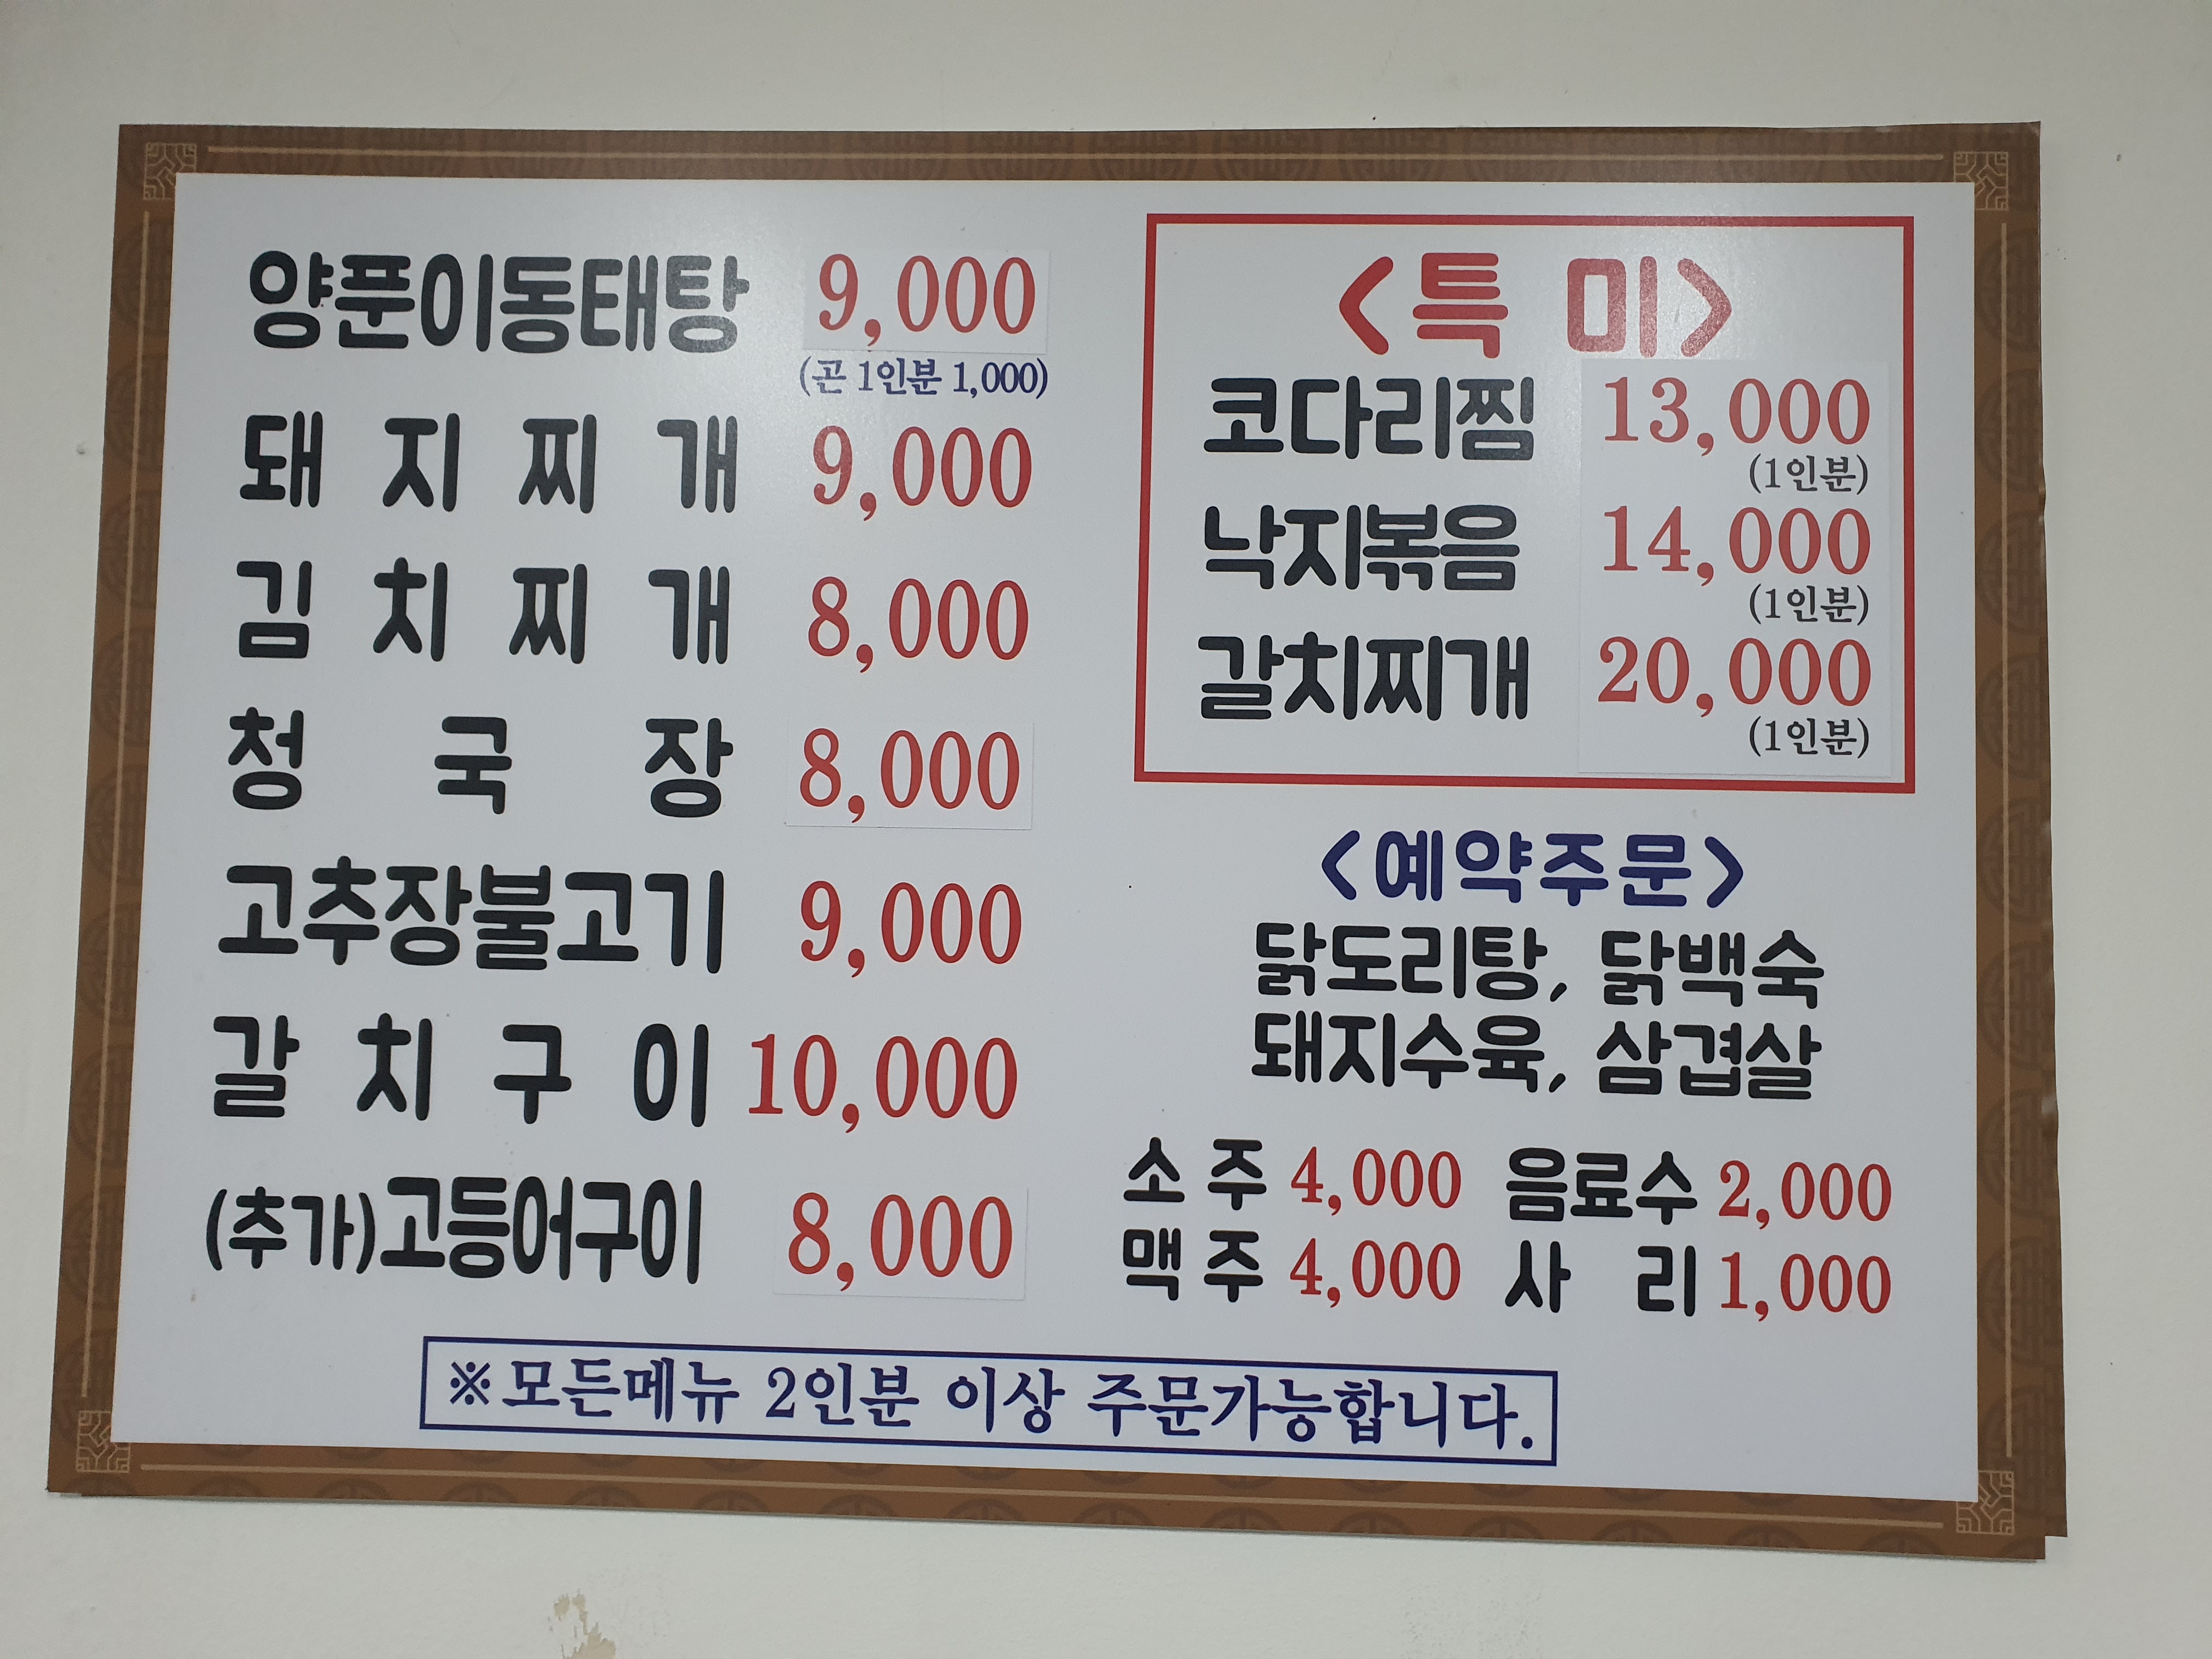 양푼이동태탕 9,000
(곤 1인분 1,000)
돼지찌개 9,000
김치찌개 8,000
청국장 8,000
고추장불고기 9,000
갈치구이 10,000
(추가)고등어구이 8,000
<특 미>
코다리찜 13,000
(1인분)
낙지볶음 14,000
(1인분)
갈치찌개 20,000
(1인분)
<예약주문>
닭도리탕, 닭백숙
돼지수육, 삼겹살
소주 4,000 음료수 2,000
맥주 4,000 사리 1,000
※모든메뉴 2인분 이상 주문가능합니다.